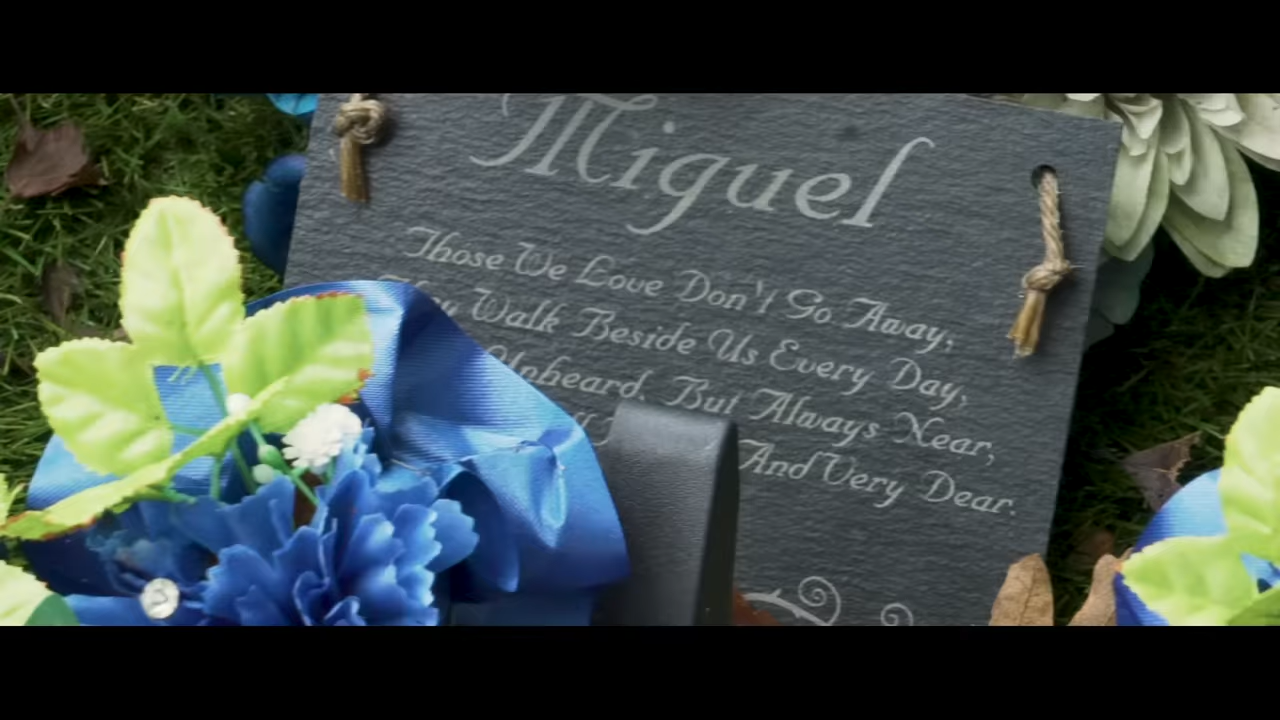 Miguel
Those We Love Don't Go Away,
Walk Beside Us Every Day,
Unheard, But Always Near,
And Very Dear.